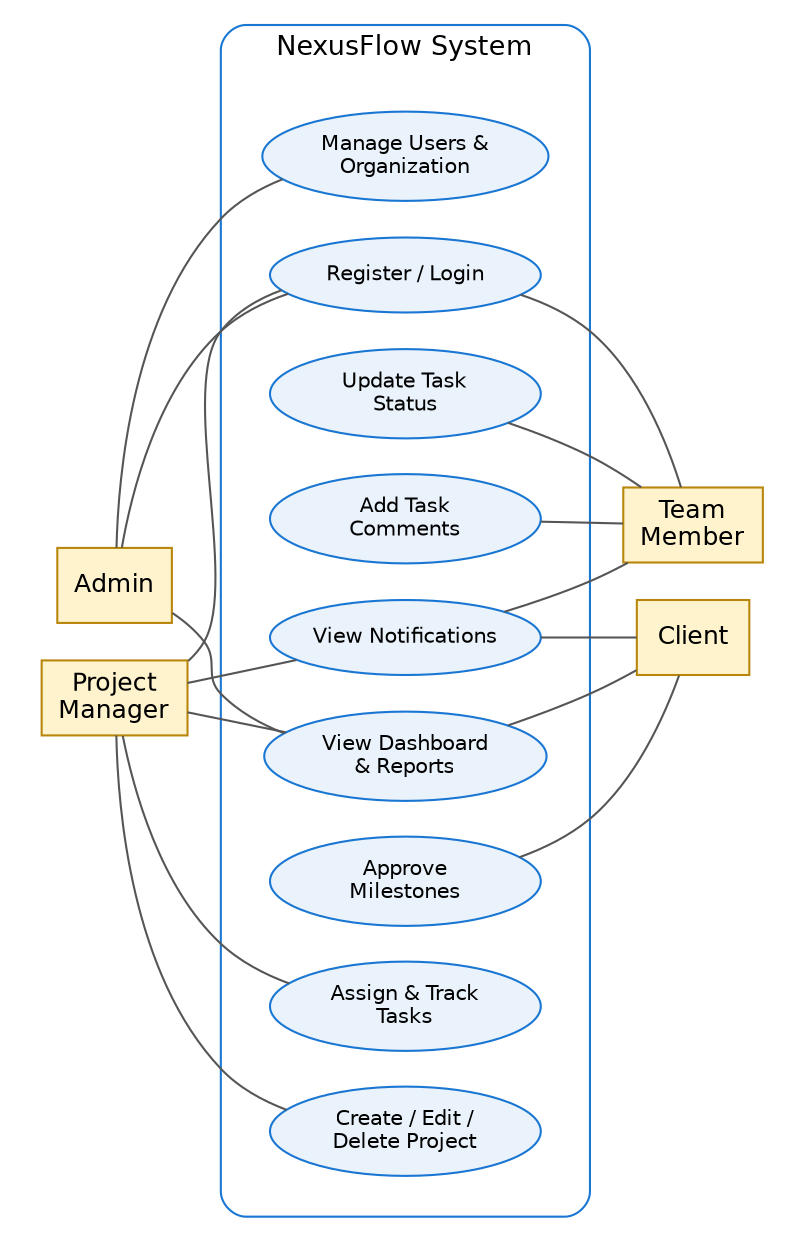 NexusFlow System
Manage Users &
Organization
Register / Login
Update Task
Status
Add Task
Comments
View Notifications
View Dashboard
& Reports
Approve
Milestones
Assign & Track
Tasks
Create / Edit /
Delete Project
Admin
Project
Manager
Team
Member
Client